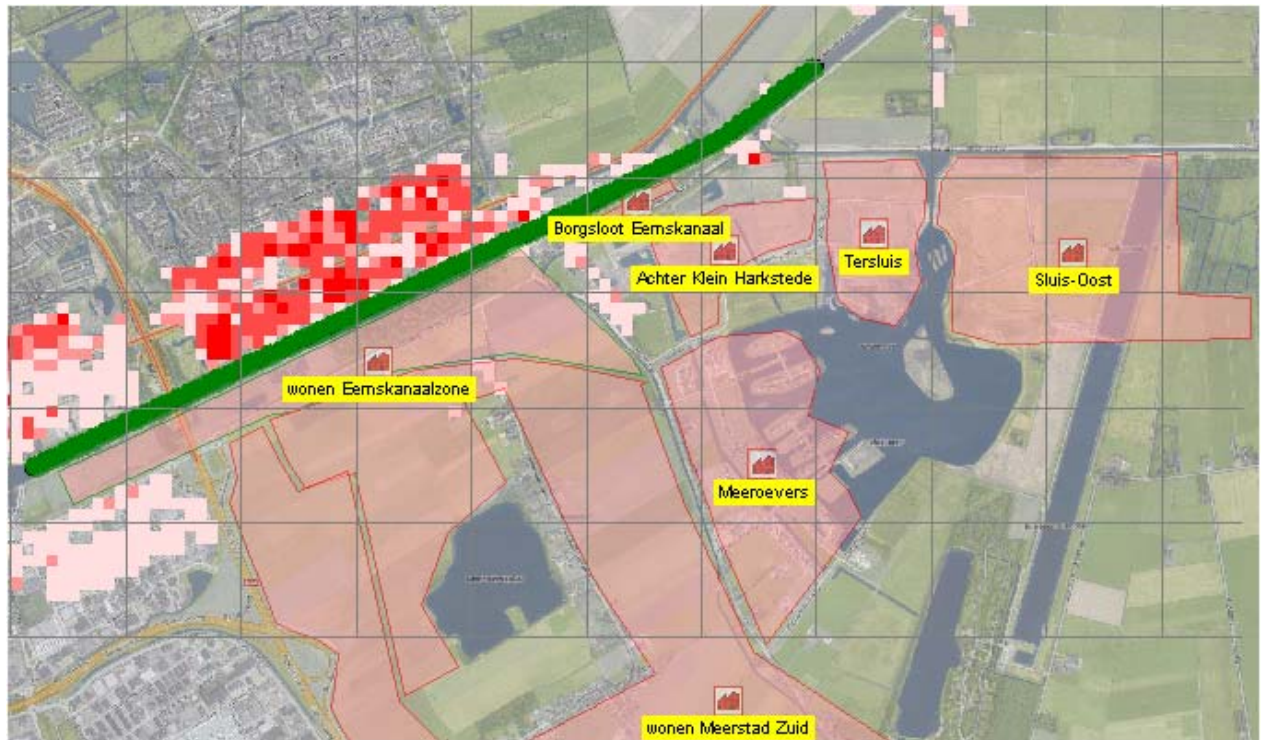 Borgsloot Eemskanaal
Achter Klein Harkstede
Tersluis
Sluis-Oost
wonen Eemskanaalzone
Meeroevers
wonen Meerstad Zuid